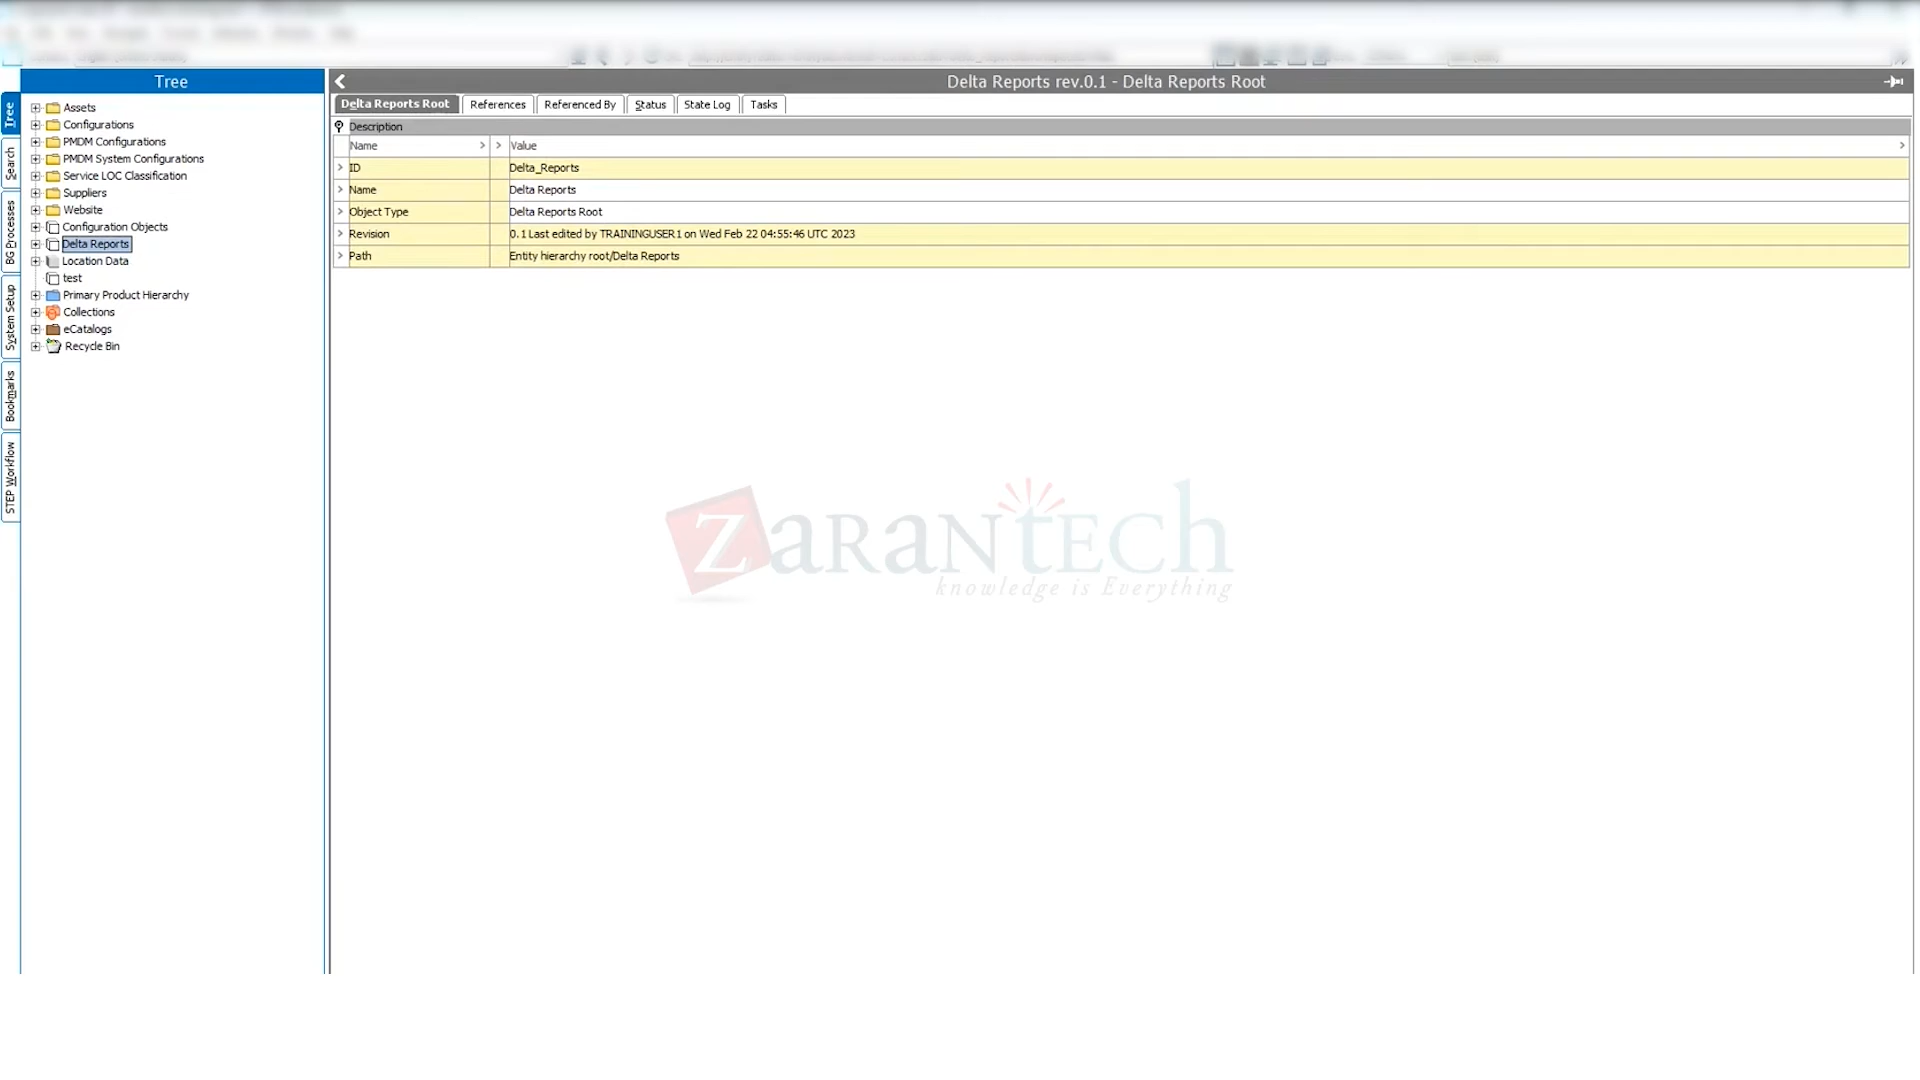 Tree
Delta Reports rev.0.1 - Delta Reports Root
Tree
Search
BG Processes
System Setup
Bookmarks
STEP Workflow
Assets
Configurations
PMDM Configurations
PMDM System Configurations
Service LOC Classification
Suppliers
Website
Configuration Objects
Delta Reports
Location Data
test
Primary Product Hierarchy
Collections
eCatalogs
Recycle Bin
Delta Reports Root References Referenced By Status State Log Tasks
Description
Name > > Value >
> ID Delta_Reports
> Name Delta Reports
> Object Type Delta Reports Root
> Revision 0.1 Last edited by TRAININGUSER1 on Wed Feb 22 04:55:46 UTC 2023
> Path Entity hierarchy root/Delta Reports
ZaranTech
knowledge is Everything